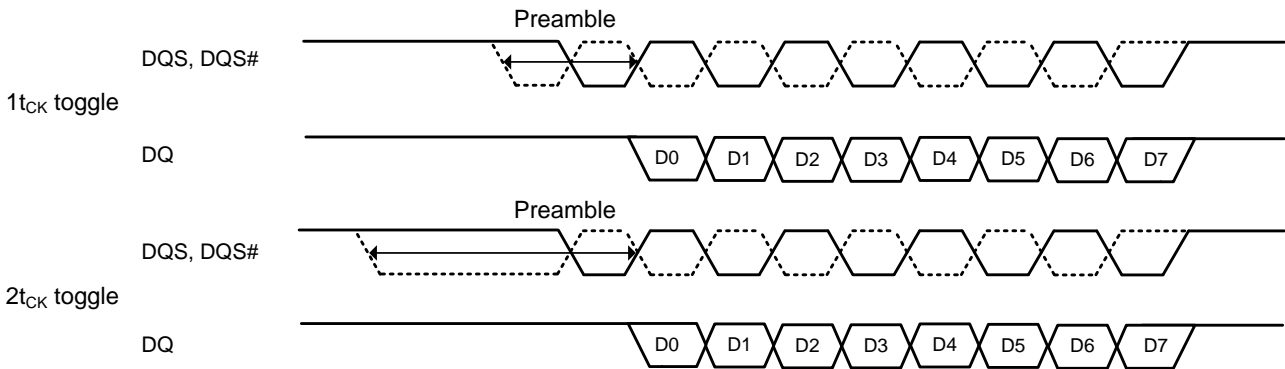 Preamble
DQS, DQS#
1tCK toggle
DQ
D0 D1 D2 D3 D4 D5 D6 D7
Preamble
DQS, DQS#
2tCK toggle
DQ
D0 D1 D2 D3 D4 D5 D6 D7